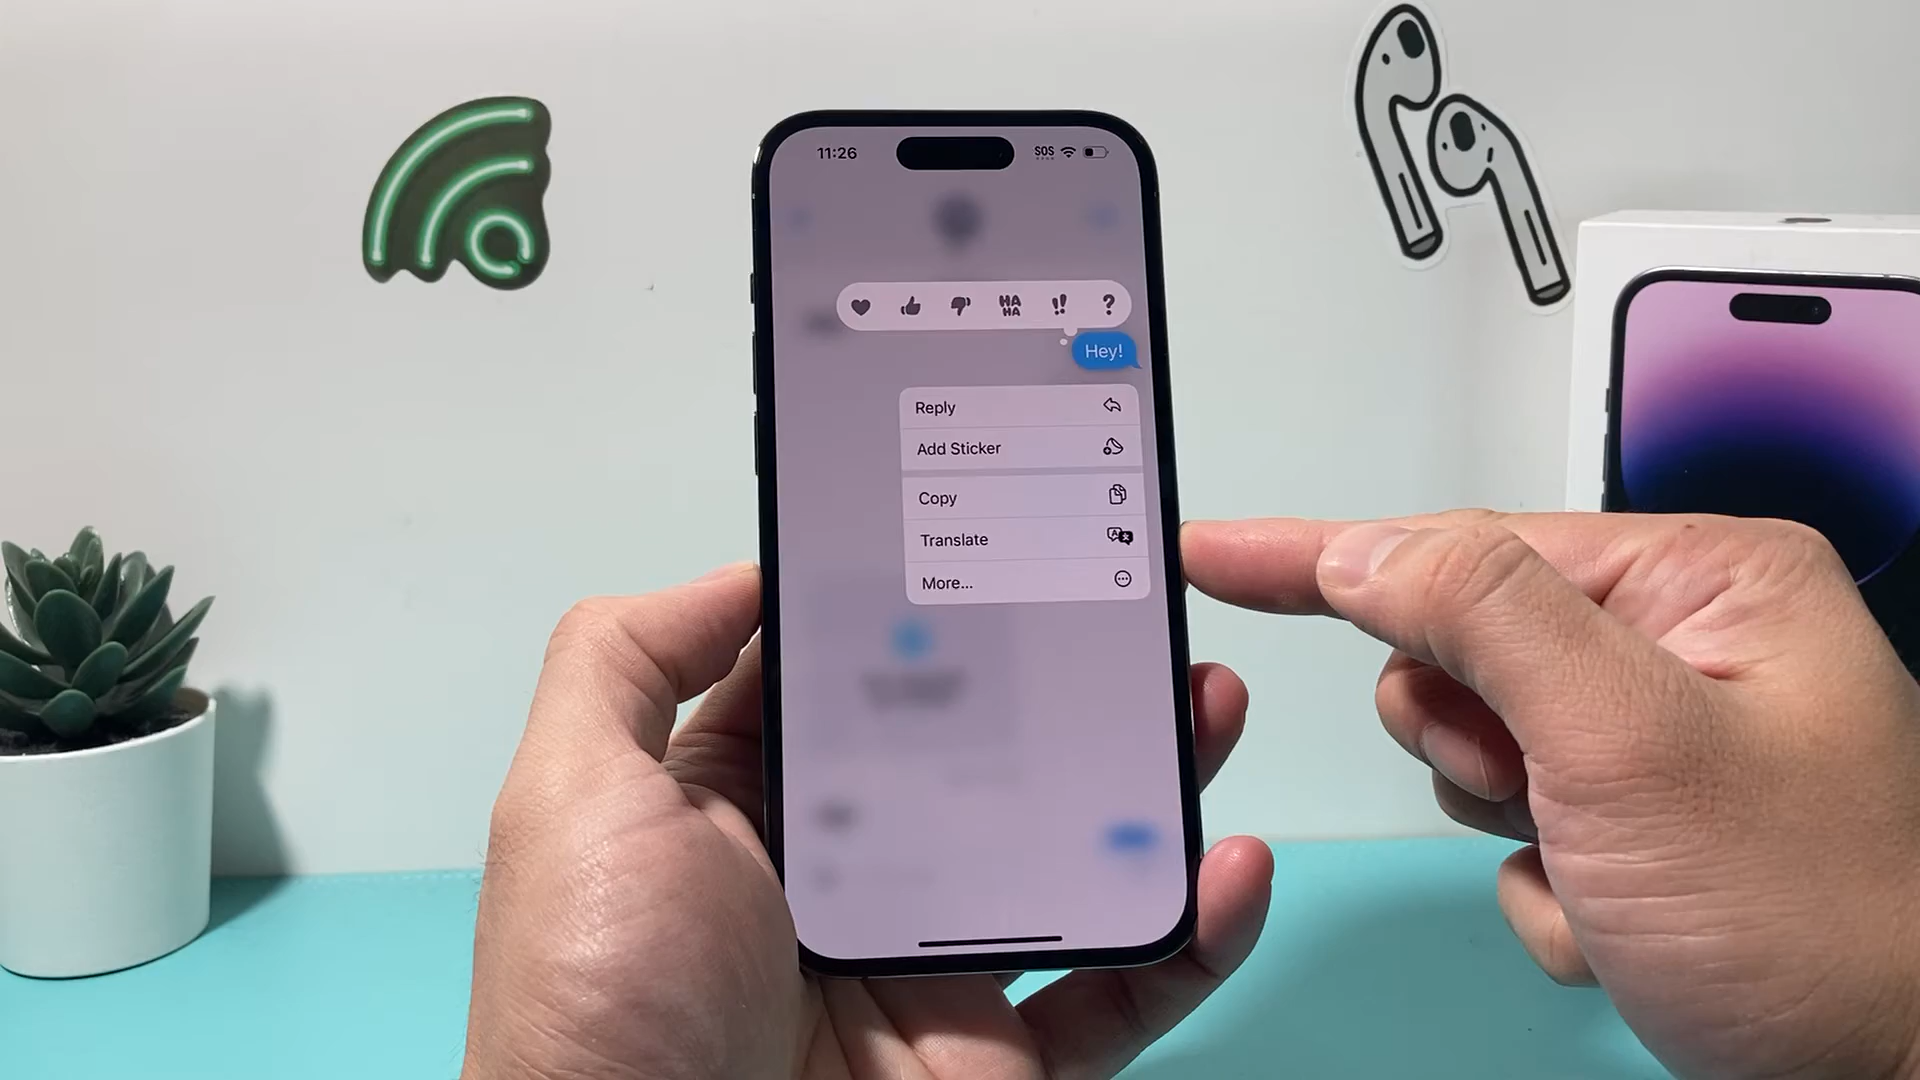 11:26 SOS
HA
HA
!! ?
Hey!
Reply
Add Sticker
Copy
Translate
More...